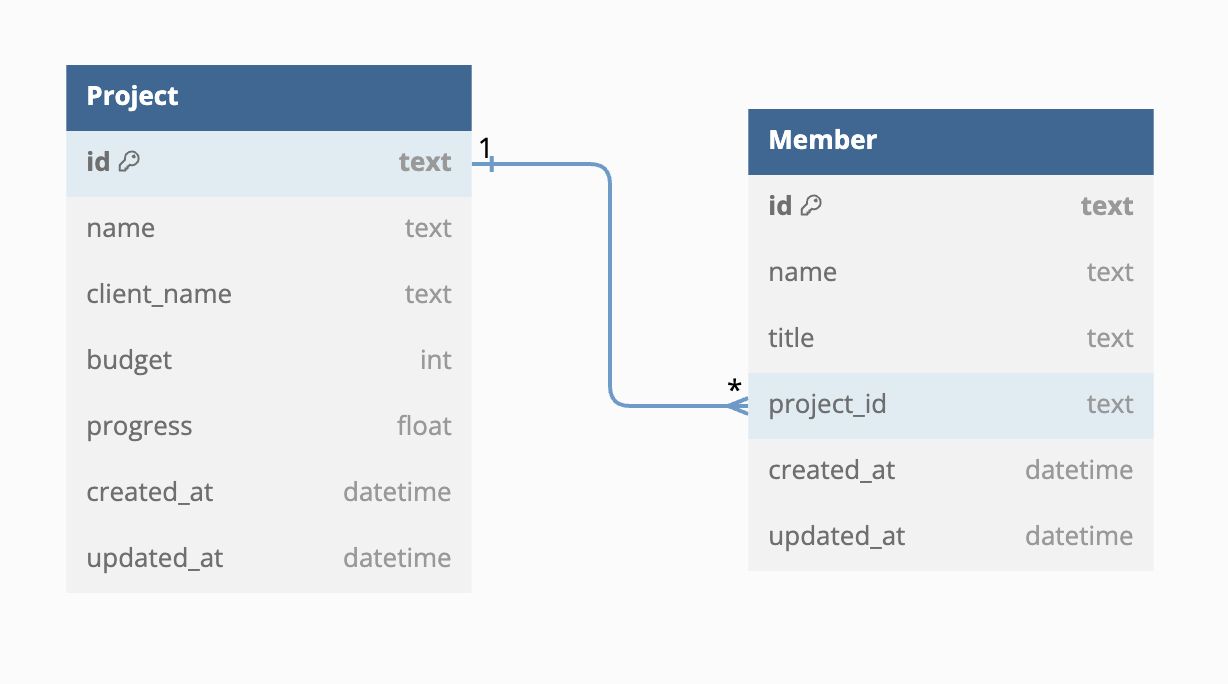 Project
id text
name text
client_name text
budget int
progress float
created_at datetime
updated_at datetime
1
*
Member
id text
name text
title text
project_id text
created_at datetime
updated_at datetime